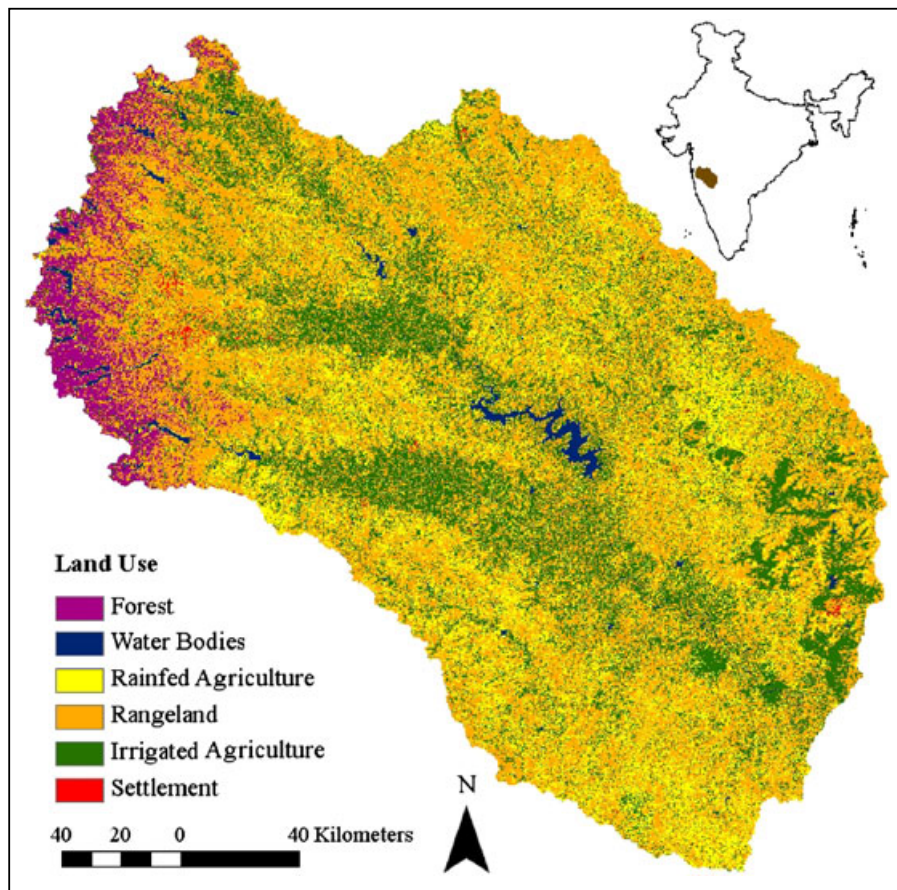 Land Use
Forest
Water Bodies
Rainfed Agriculture
Rangeland
Irrigated Agriculture
Settlement
N
40 20 0 40 Kilometers